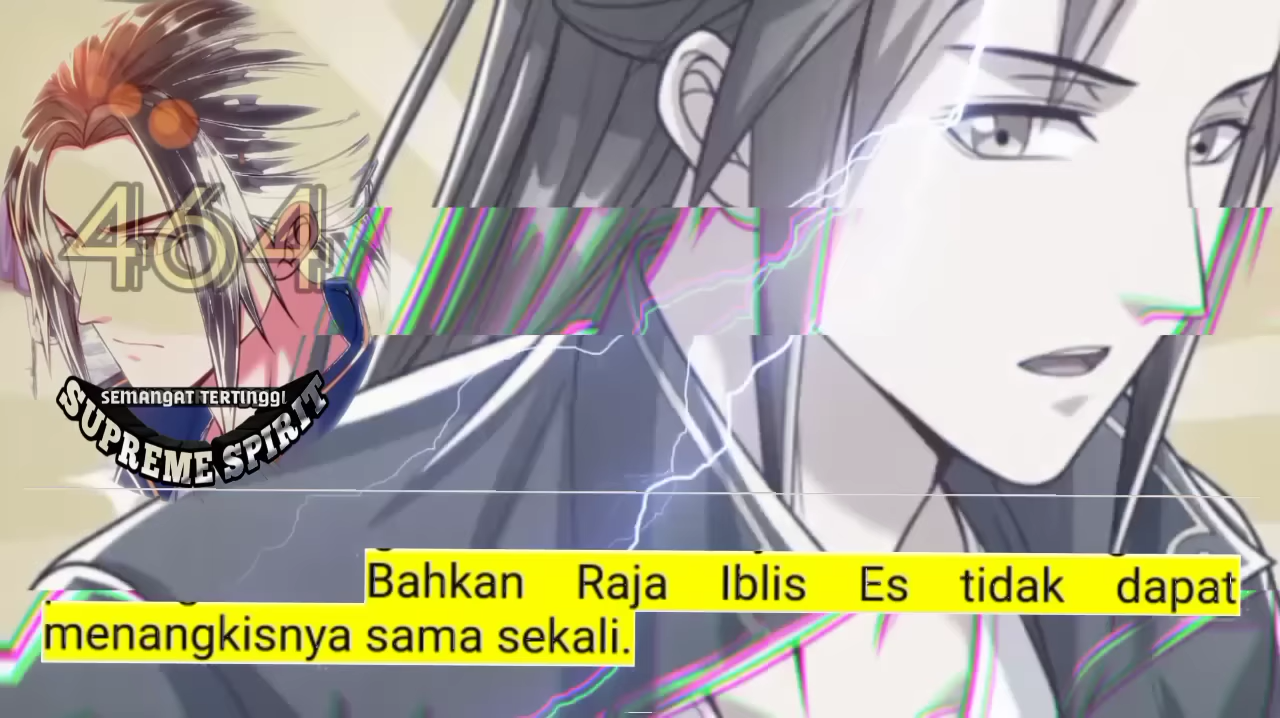 464
SEMANGAT TERTINGGI
SUPREME SPIRIT
Bahkan Raja Iblis Es tidak dapat
menangkisnya sama sekali.